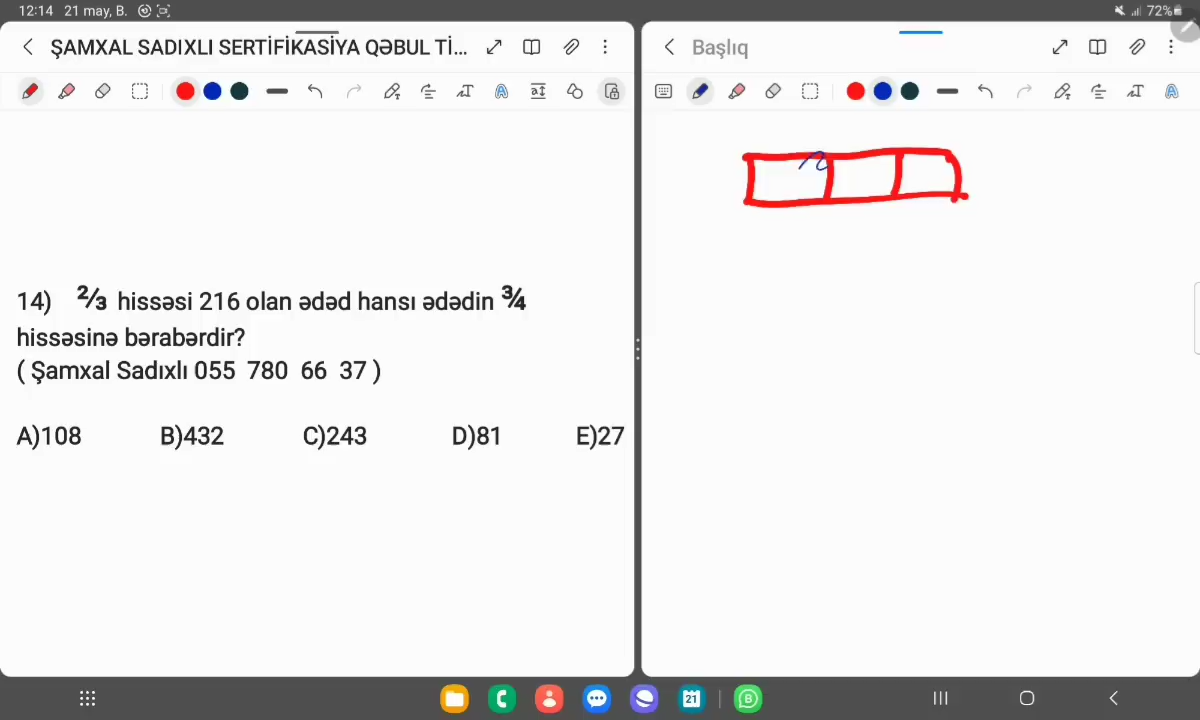 12:14 21 may, B. 72%
ŞAMXAL SADIXLI SERTİFİKASİYA QƏBUL Tİ...
Başlıq
14) ⅔ hissəsi 216 olan ədəd hansı ədədin ¾
hissəsinə bərabərdir?
( Şamxal Sadıxlı 055 780 66 37 )
A)108 B)432 C)243 D)81 E)27
21